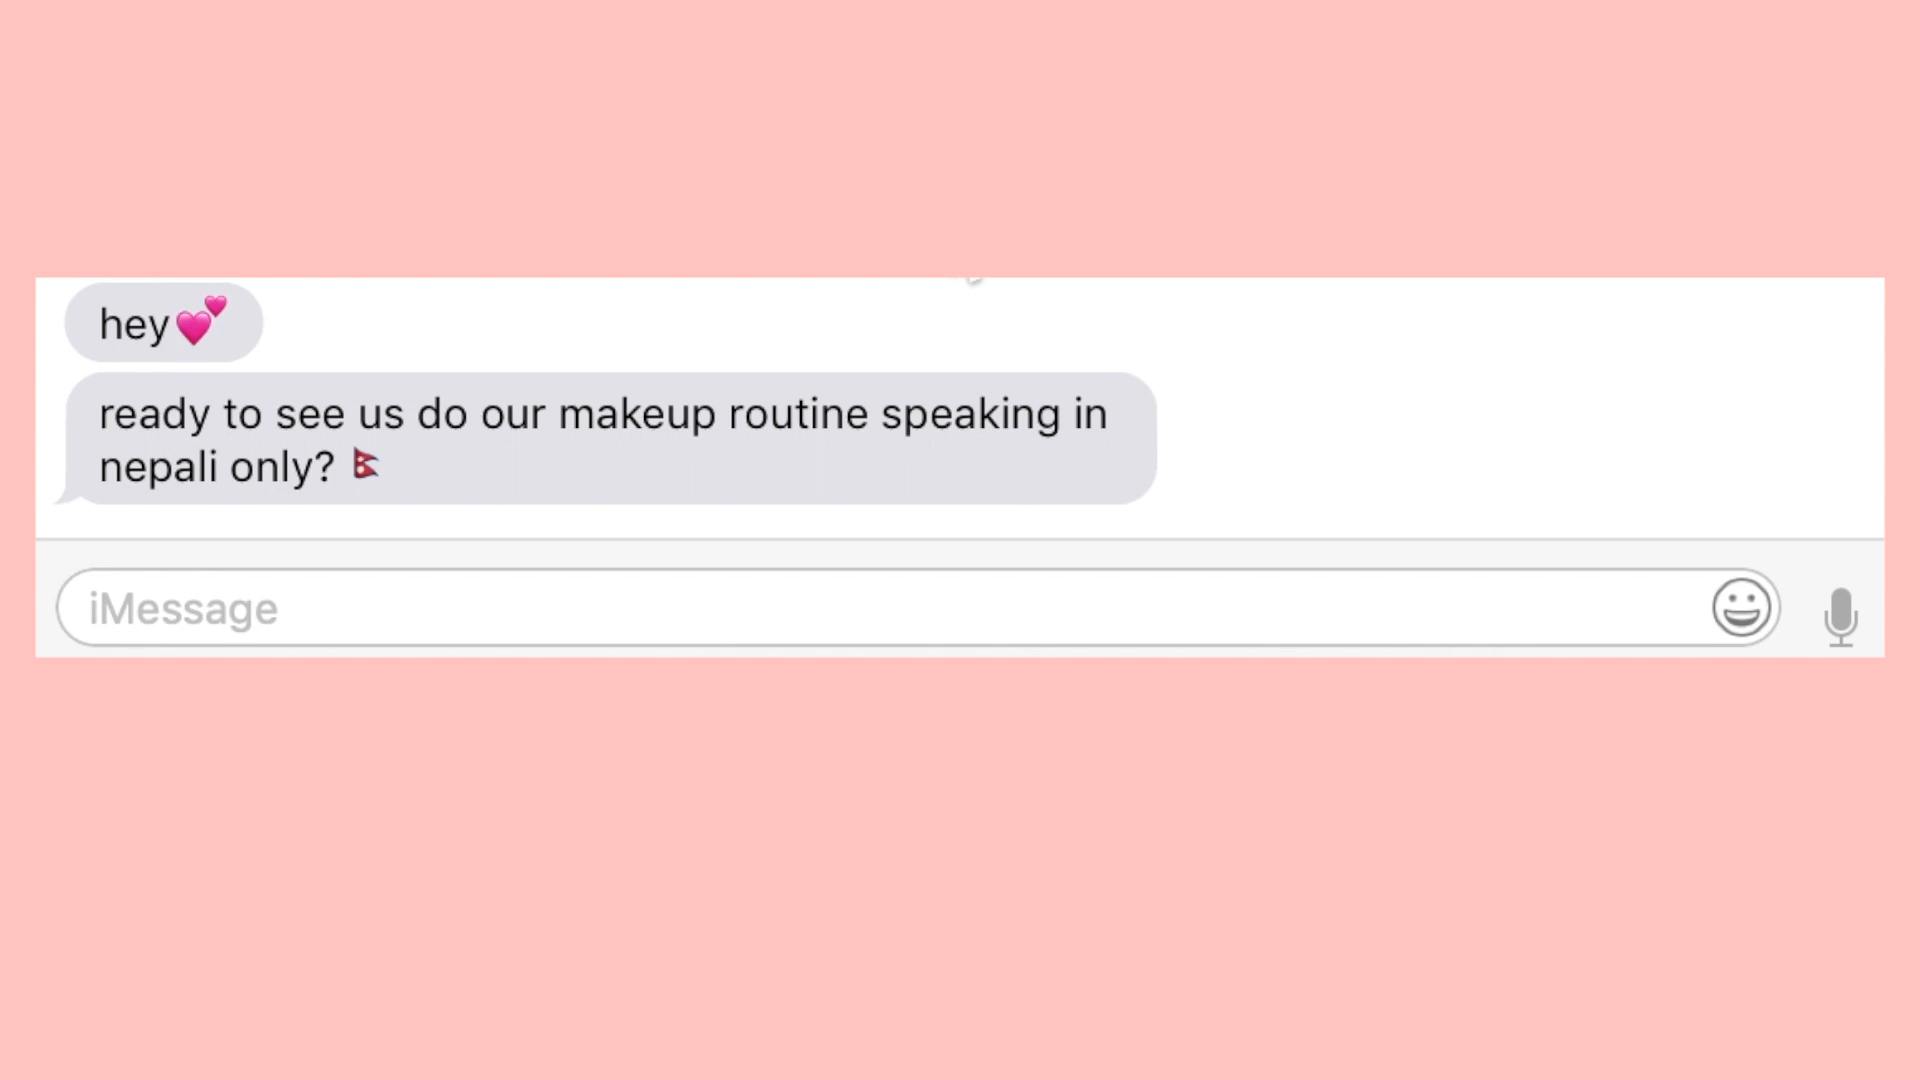 hey💕
ready to see us do our makeup routine speaking in
nepali only? 🇳🇵
iMessage